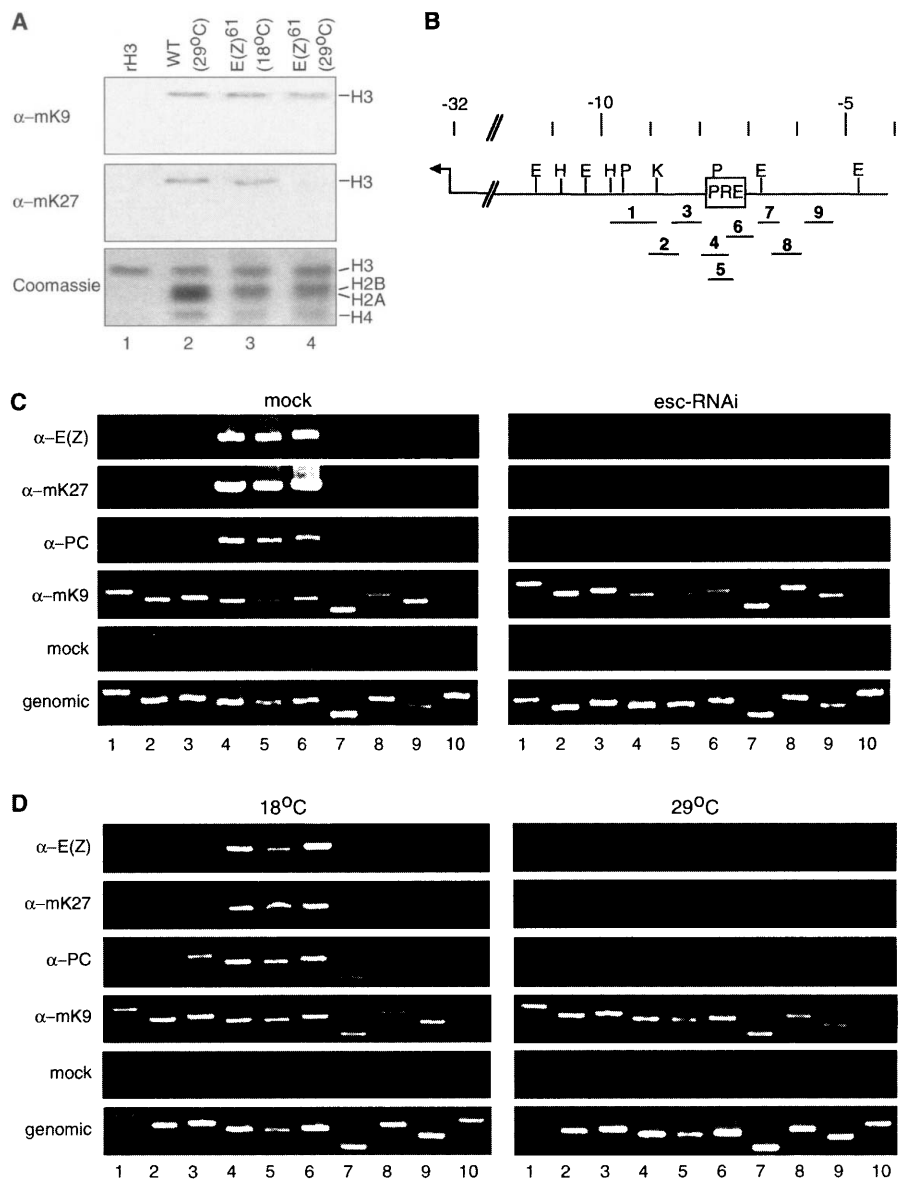 A
rH3
WT (29°C)
E(Z)61 (18°C)
E(Z)61 (29°C)
α–mK9
H3
α–mK27
H3
Coomassie
H3
H2B
H2A
H4
1 2 3 4
B
-32 -10 -5
E H E H P K P E E
PRE
1 3 7 9
6
2 4 8
5
C
mock esc-RNAi
α–E(Z)
α–mK27
α–PC
α–mK9
mock
genomic
1 2 3 4 5 6 7 8 9 10 1 2 3 4 5 6 7 8 9 10
D
18°C 29°C
α–E(Z)
α–mK27
α–PC
α–mK9
mock
genomic
1 2 3 4 5 6 7 8 9 10 1 2 3 4 5 6 7 8 9 10